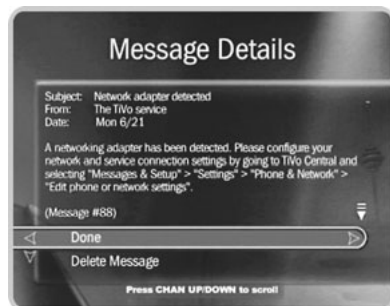 Message Details
Subject: Network adapter detected
From: The TiVo service
Date: Mon 6/21
A networking adapter has been detected. Please configure your
network and service connection settings by going to TiVo Central and
selecting "Messages & Setup" > "Settings" > "Phone & Network" >
"Edit phone or network settings".
(Message #88)
Done
Delete Message
Press CHAN UP/DOWN to scroll